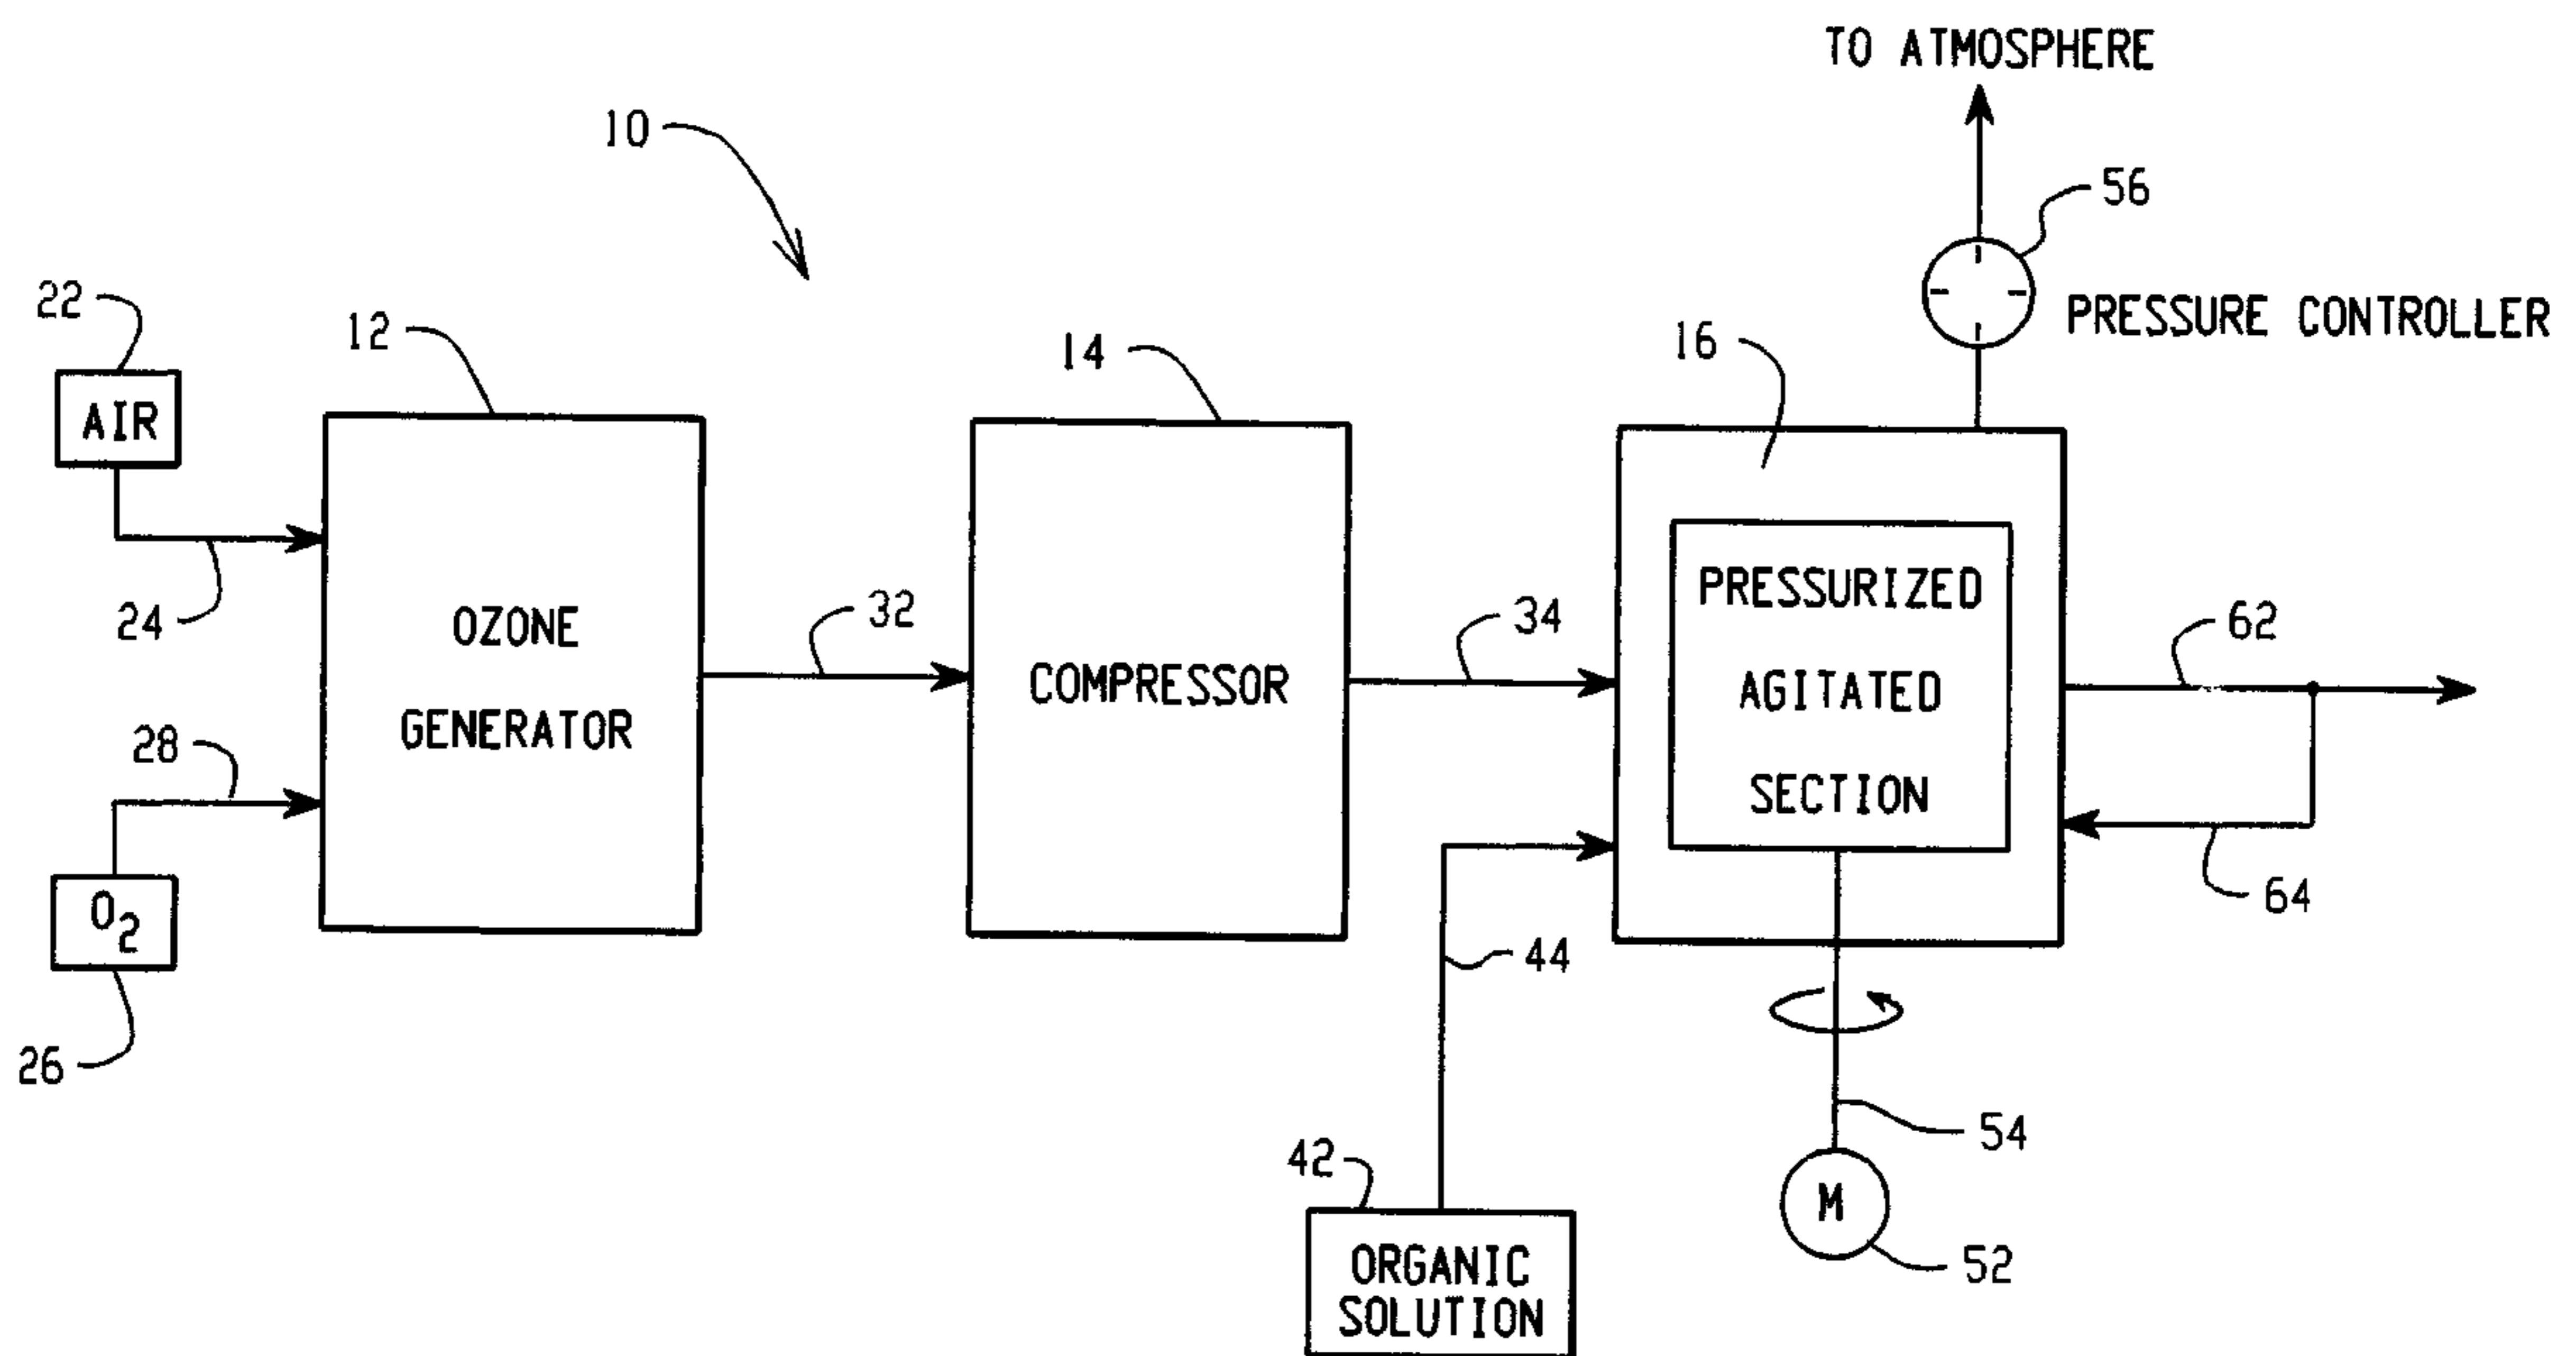 TO ATMOSPHERE
10
56
22
12
14
16
PRESSURE CONTROLLER
AIR
24
OZONE
GENERATOR
32
COMPRESSOR
34
PRESSURIZED
AGITATED
SECTION
62
28
O2
26
44
64
54
42
M
52
ORGANIC
SOLUTION